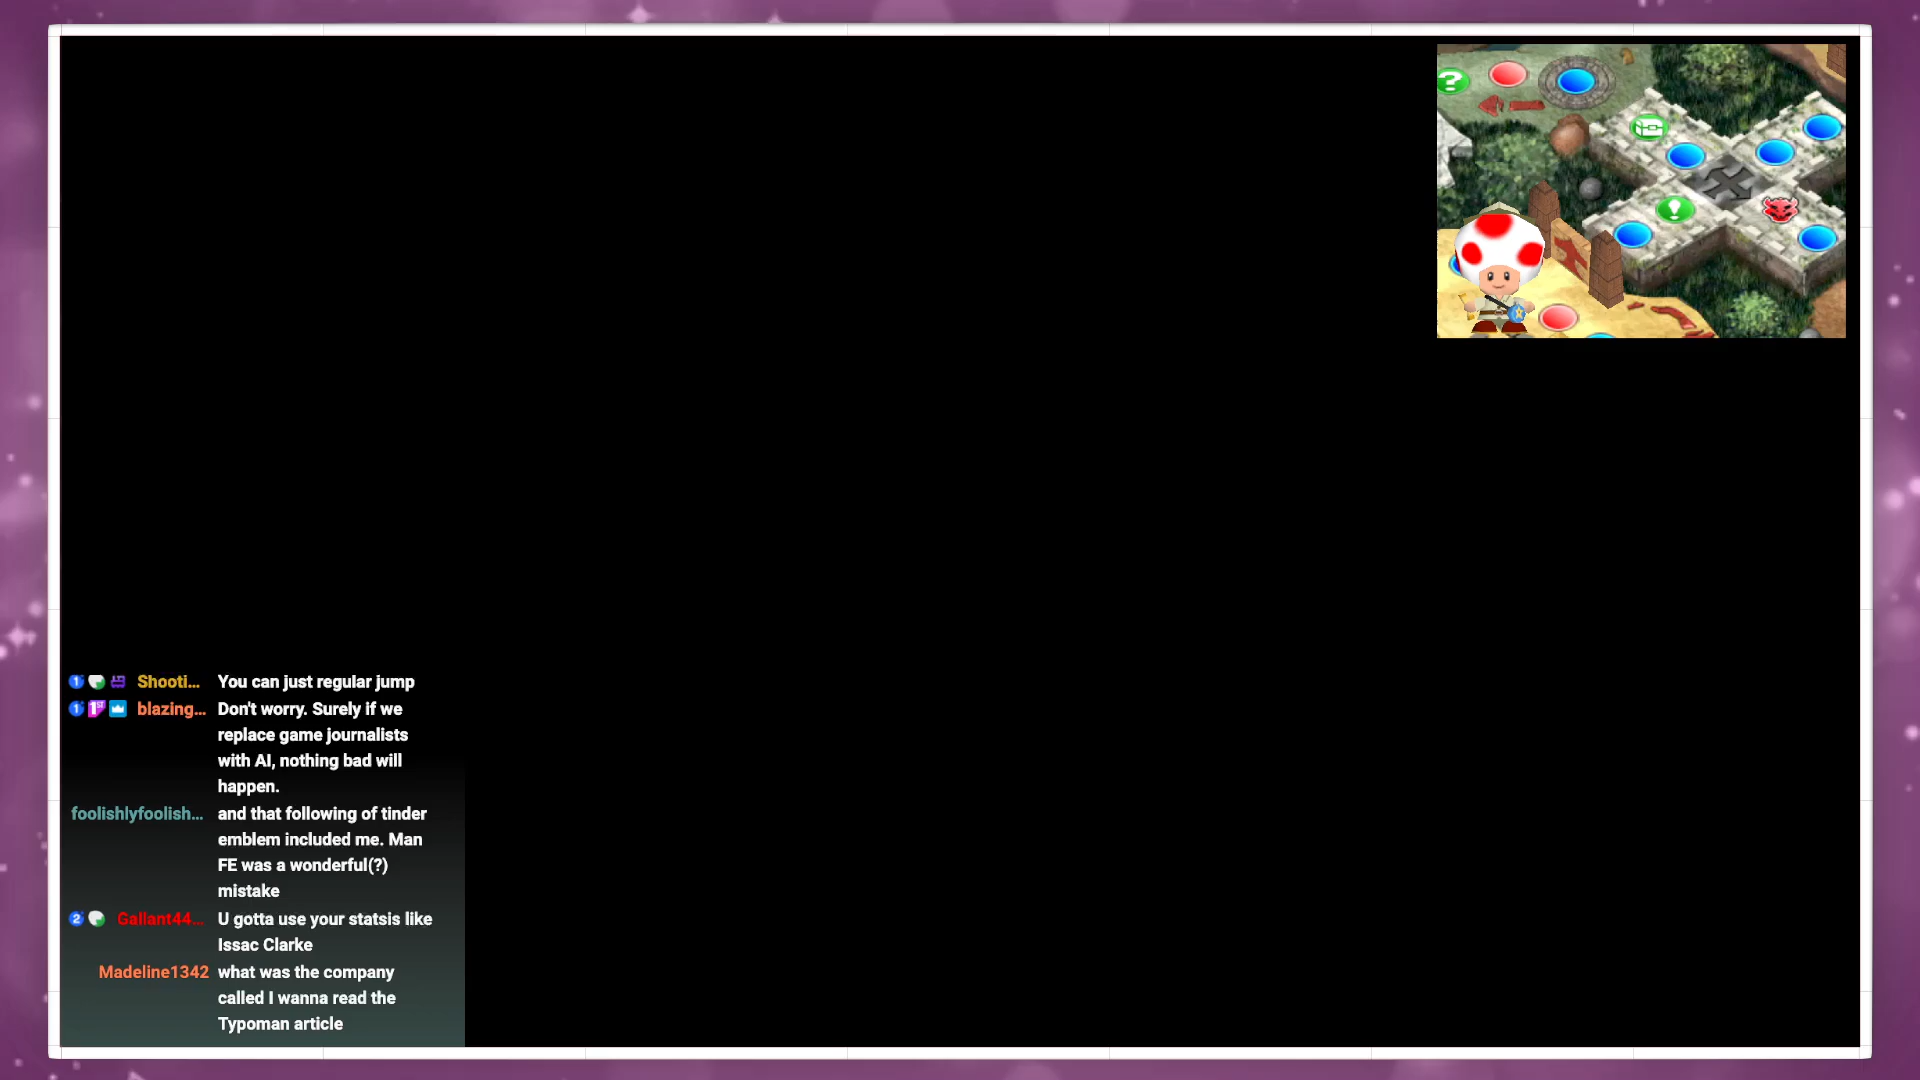 Shooti... You can just regular jump
blazing... Don't worry. Surely if we
replace game journalists
with AI, nothing bad will
happen.
foolishlyfoolish... and that following of tinder
emblem included me. Man
FE was a wonderful(?)
mistake
Gallant44... U gotta use your statsis like
Issac Clarke
Madeline1342 what was the company
called I wanna read the
Typoman article